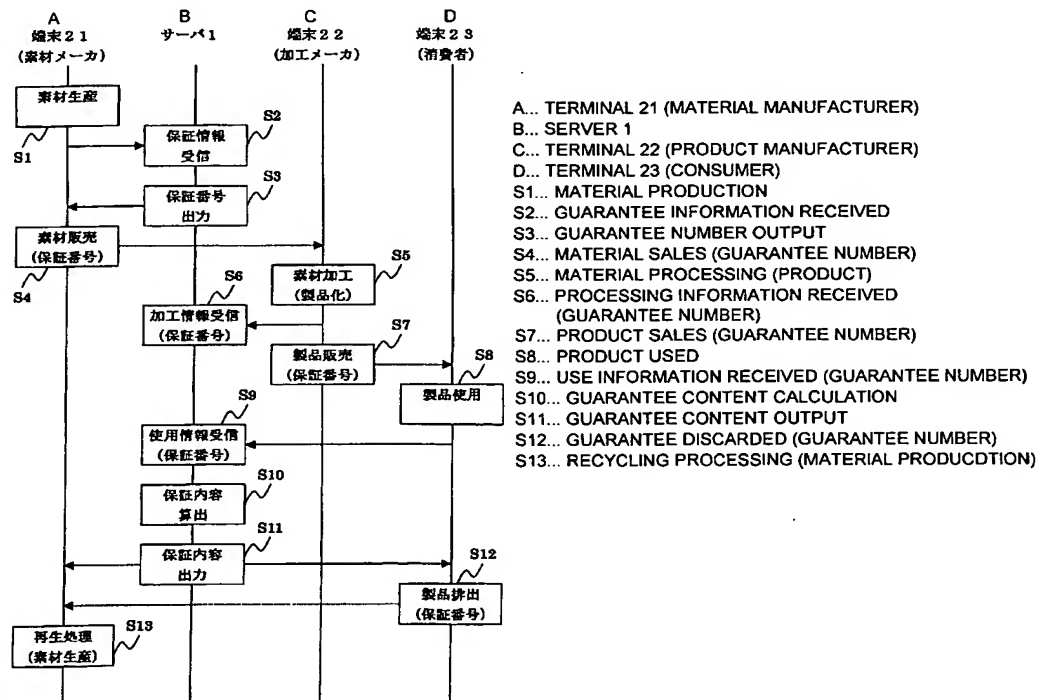 A
端末21
(素材メーカ)
B
サーバ1
C
端末22
(加工メーカ)
D
端末23
(消費者)
素材生産
S1
保証情報
受信
S2
保証番号
出力
S3
素材販売
(保証番号)
S4
素材加工
(製品化)
S5
加工情報受信
(保証番号)
S6
製品販売
(保証番号)
S7
製品使用
S8
使用情報受信
(保証番号)
S9
保証内容
算出
S10
保証内容
出力
S11
製品排出
(保証番号)
S12
再生処理
(素材生産)
S13
A... TERMINAL 21 (MATERIAL MANUFACTURER)
B... SERVER 1
C... TERMINAL 22 (PRODUCT MANUFACTURER)
D... TERMINAL 23 (CONSUMER)
S1... MATERIAL PRODUCTION
S2... GUARANTEE INFORMATION RECEIVED
S3... GUARANTEE NUMBER OUTPUT
S4... MATERIAL SALES (GUARANTEE NUMBER)
S5... MATERIAL PROCESSING (PRODUCT)
S6... PROCESSING INFORMATION RECEIVED
(GUARANTEE NUMBER)
S7... PRODUCT SALES (GUARANTEE NUMBER)
S8... PRODUCT USED
S9... USE INFORMATION RECEIVED (GUARANTEE NUMBER)
S10... GUARANTEE CONTENT CALCULATION
S11... GUARANTEE CONTENT OUTPUT
S12... GUARANTEE DISCARDED (GUARANTEE NUMBER)
S13... RECYCLING PROCESSING (MATERIAL PRODUCDTION)